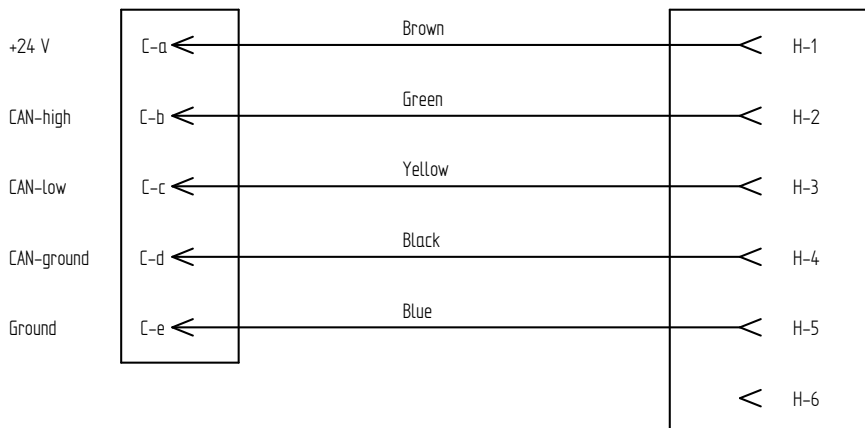 +24 V C-a Brown H-1
CAN-high C-b Green H-2
CAN-low C-c Yellow H-3
CAN-ground C-d Black H-4
Ground C-e Blue H-5
H-6